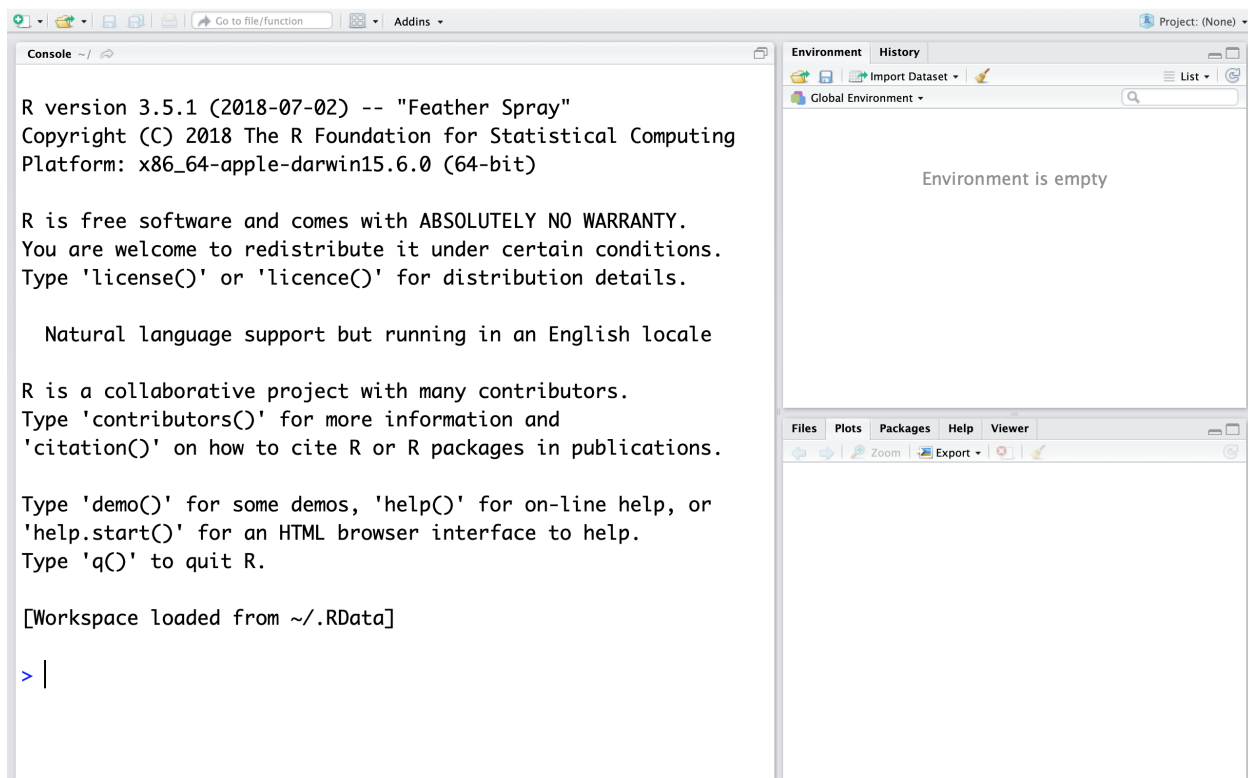 Go to file/function
Addins
Project: (None)
Console ~/
R version 3.5.1 (2018-07-02) -- "Feather Spray"
Copyright (C) 2018 The R Foundation for Statistical Computing
Platform: x86_64-apple-darwin15.6.0 (64-bit)
R is free software and comes with ABSOLUTELY NO WARRANTY.
You are welcome to redistribute it under certain conditions.
Type 'license()' or 'licence()' for distribution details.
Natural language support but running in an English locale
R is a collaborative project with many contributors.
Type 'contributors()' for more information and
'citation()' on how to cite R or R packages in publications.
Type 'demo()' for some demos, 'help()' for on-line help, or
'help.start()' for an HTML browser interface to help.
Type 'q()' to quit R.
[Workspace loaded from ~/.RData]
>
Environment History
Import Dataset List
Global Environment
Environment is empty
Files Plots Packages Help Viewer
Zoom Export